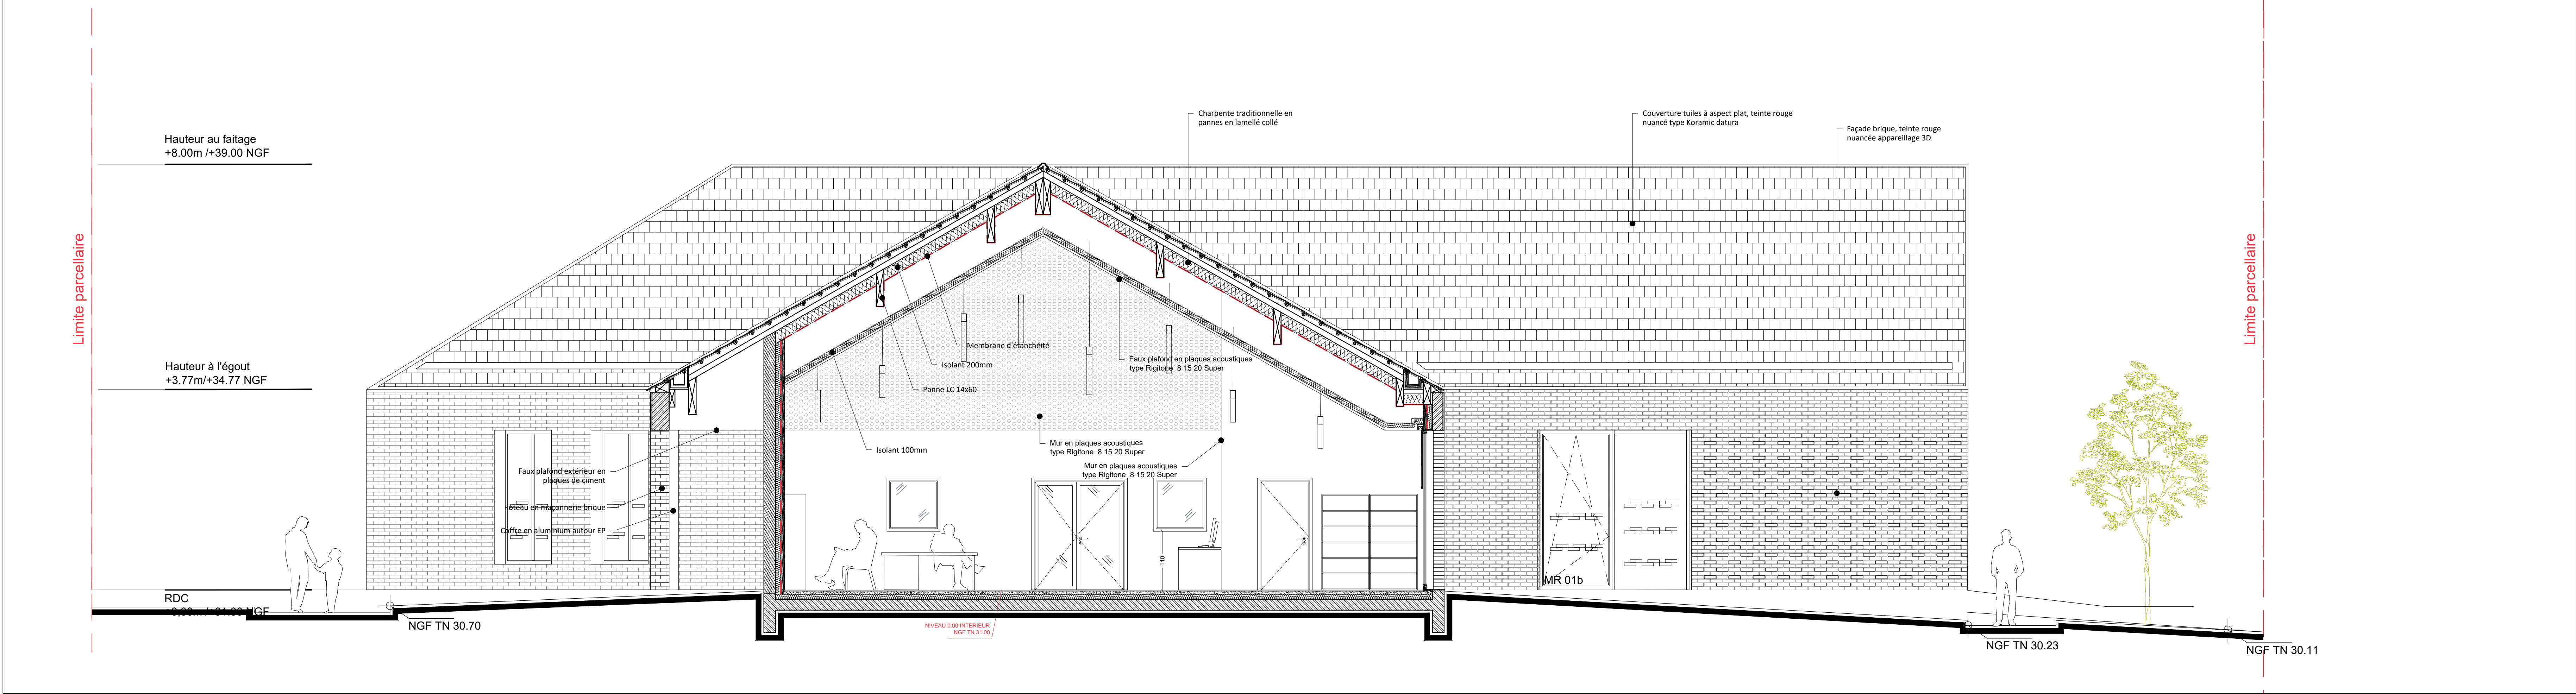 Charpente traditionnelle en
pannes en lamellé collé
Couverture tuiles à aspect plat, teinte rouge
nuancé type Koramic datura
Façade brique, teinte rouge
nuancée appareillage 3D
Hauteur au faitage
+8.00m /+39.00 NGF
Limite parcellaire
Limite parcellaire
Hauteur à l'égout
+3.77m/+34.77 NGF
Membrane d'étanchéité
Isolant 200mm
Panne LC 14x60
Faux plafond en plaques acoustiques
type Rigitone 8 15 20 Super
Isolant 100mm
Mur en plaques acoustiques
type Rigitone 8 15 20 Super
Mur en plaques acoustiques
type Rigitone 8 15 20 Super
Faux plafond extérieur en
plaques de ciment
Poteau en maçonnerie brique
Coffre en aluminium autour EP
110
MR 01b
RDC
NGF
NGF TN 30.70
NIVEAU 0.00 INTERIEUR
NGF TN 31.00
NGF TN 30.23
NGF TN 30.11